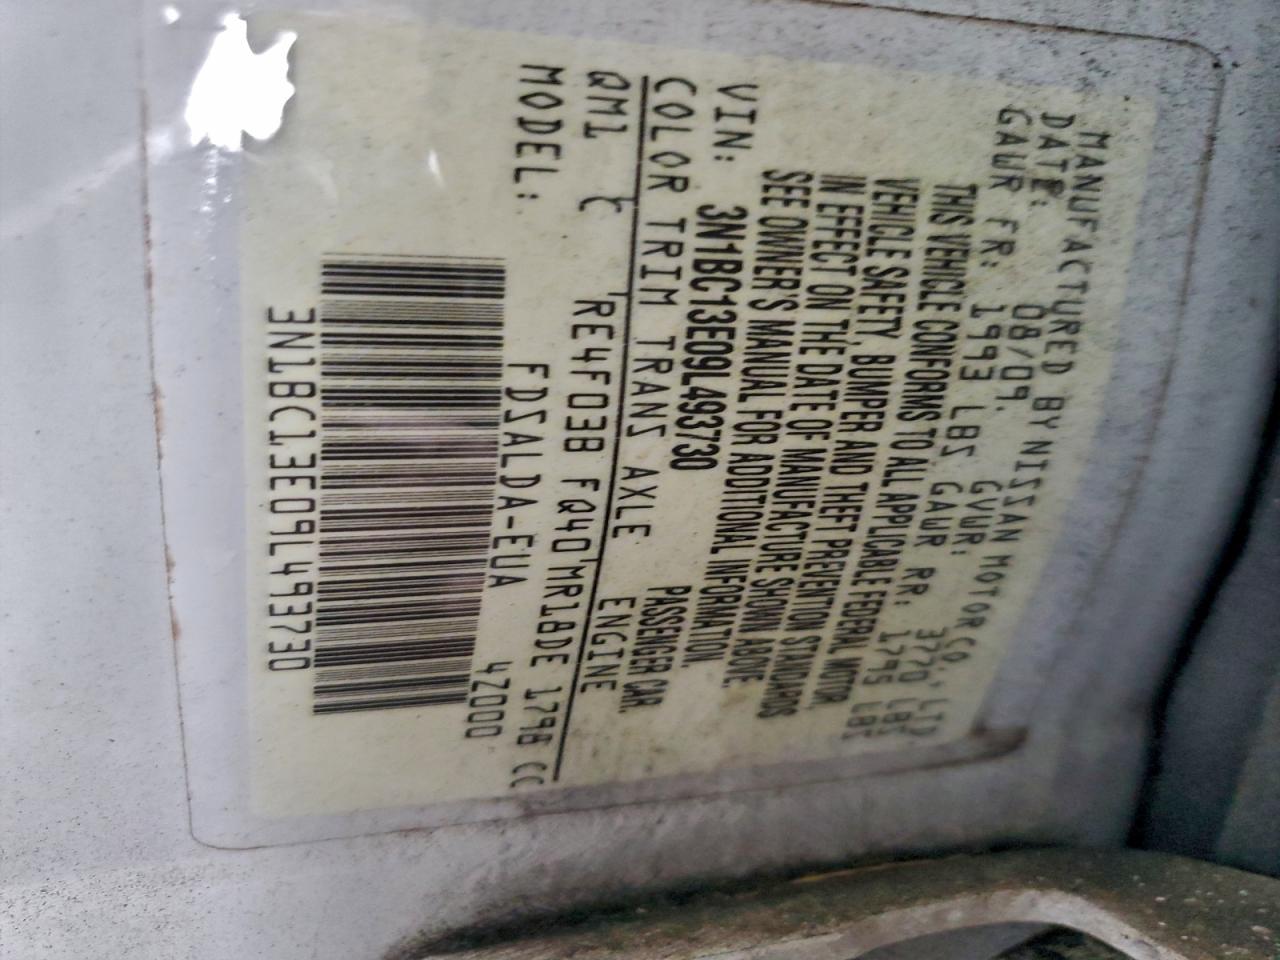 MANUFACTURED BY NISSAN MOTOR CO., LTD.
DATE: 08/09. GVWR: 3770 LBS
GAWR FR: 1993 LBS GAWR RR: 1795 LBS
THIS VEHICLE CONFORMS TO ALL APPLICABLE FEDERAL MOTOR
VEHICLE SAFETY, BUMPER AND THEFT PREVENTION STANDARDS
IN EFFECT ON THE DATE OF MANUFACTURE SHOWN ABOVE.
SEE OWNER'S MANUAL FOR ADDITIONAL INFORMATION.
VIN: 3N1BC13E09L493730 PASSENGER CAR.
COLOR TRIM TRANS AXLE ENGINE
QM1 C RE4F03B FQ40 MR18DE 1798 CC
MODEL: FDSALDA-EUA 4Z000
3N1BC13E09L493730